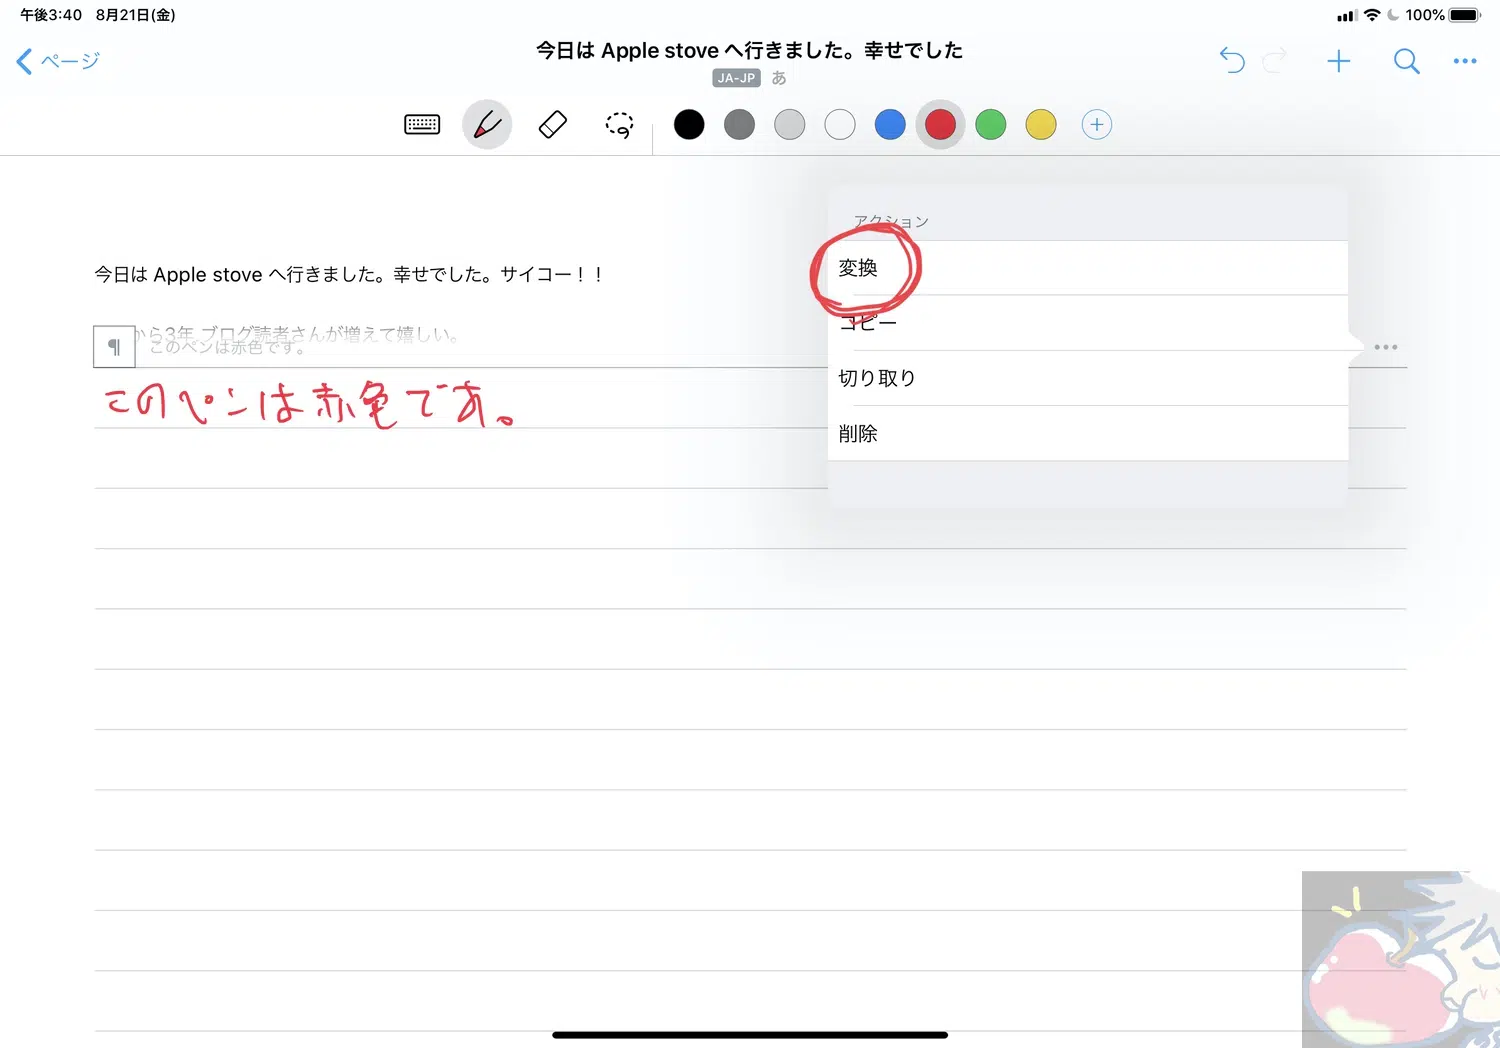 午後3:40 8月21日(金)
100%
ページ
今日は Apple stove へ行きました。幸せでした
JA-JP あ
アクション
変換
コピー
切り取り
削除
今日は Apple stove へ行きました。幸せでした。サイコー！！
から3年 ブログ読者さんが増えて嬉しい。
¶ このペンは赤色です。
このペンは赤色です。